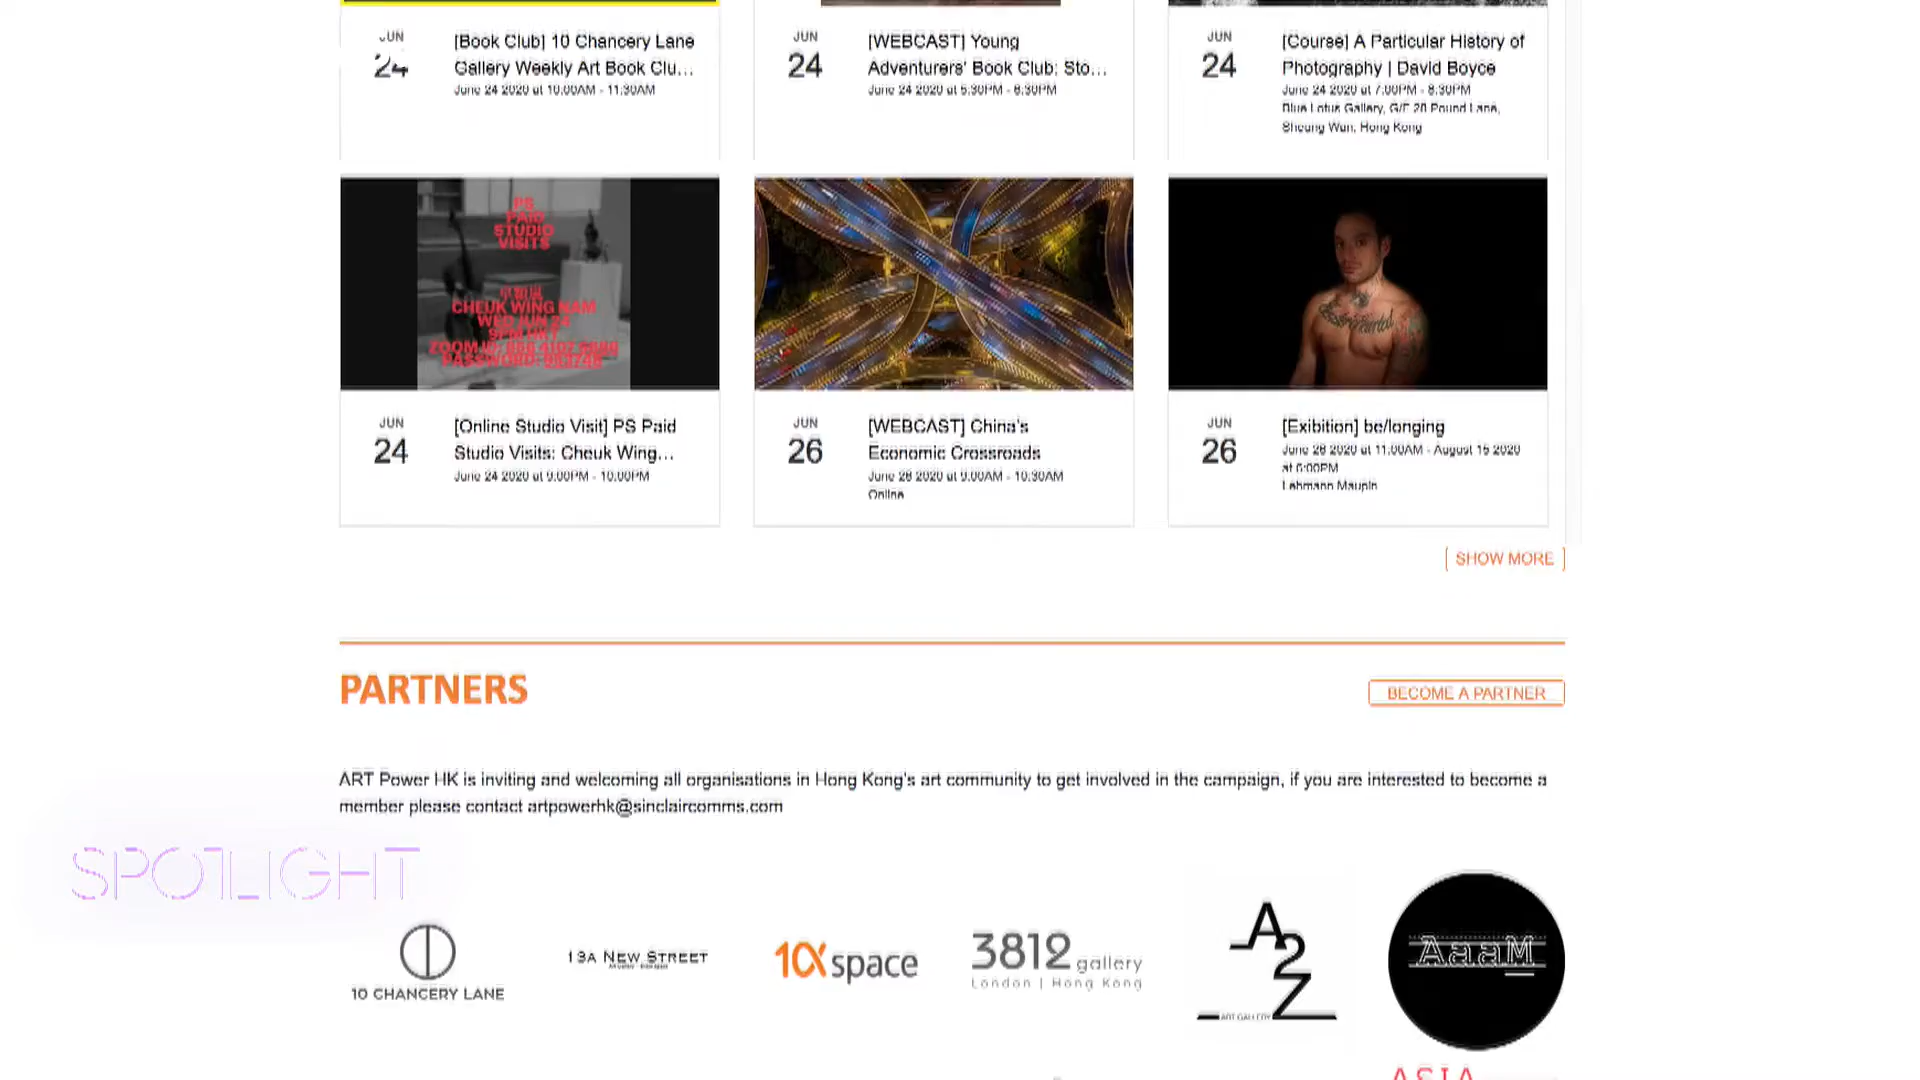 JUN
24
[Book Club] 10 Chancery Lane
Gallery Weekly Art Book Clu...
June 24 2020 at 10:00AM - 11:30AM
JUN
24
[WEBCAST] Young
Adventurers' Book Club: Sto...
June 24 2020 at 5:30PM - 6:30PM
JUN
24
[Course] A Particular History of
Photography | David Boyce
June 24 2020 at 7:00PM - 8:30PM
Blue Lotus Gallery, G/F 28 Pound Lane,
Sheung Wan, Hong Kong
PS
PAID
STUDIO
VISITS
CHEUK WING NAM
WED JUN 24
9PM HKT
JUN
24
[Online Studio Visit] PS Paid
Studio Visits: Cheuk Wing...
June 24 2020 at 9:00PM - 10:00PM
JUN
26
[WEBCAST] China's
Economic Crossroads
June 26 2020 at 9:00AM - 10:30AM
Online
JUN
26
[Exibition] be/longing
June 26 2020 at 11:00AM - August 15 2020
at 6:00PM
Lehmann Maupin
SHOW MORE
PARTNERS
BECOME A PARTNER
ART Power HK is inviting and welcoming all organisations in Hong Kong's art community to get involved in the campaign, if you are interested to become a
member please contact artpowerhk@sinclaircomms.com
SPOTLIGHT
10 CHANCERY LANE
13A NEW STREET
10αspace
3812 gallery
London | Hong Kong
A2Z
ART GALLERY
AaaM
ASIA